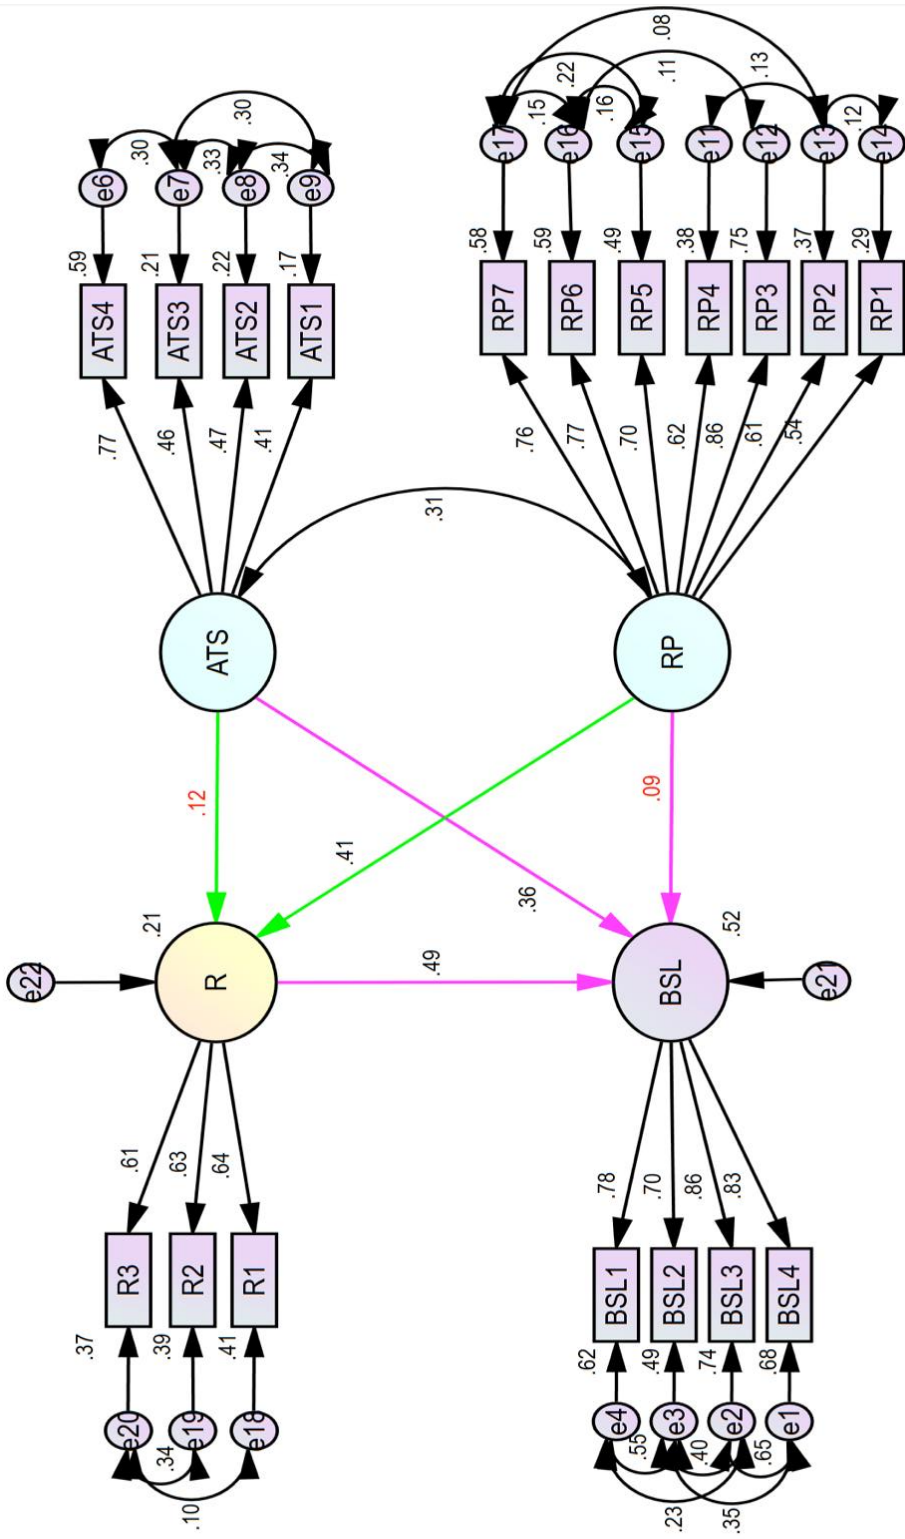 .08
.22
.15
.16
.11
.13
.12
.30
.30
.33
.34
e6
e7
e8
e9
e17
e16
e15
e11
e12
e13
e14
.59
.21
.22
.17
.58
.59
.49
.38
.75
.37
.29
ATS4
ATS3
ATS2
ATS1
RP7
RP6
RP5
RP4
RP3
RP2
RP1
.77
.46
.47
.41
.76
.77
.70
.62
.86
.61
.54
.31
ATS
RP
.12
.41
.36
.09
.21
.52
e22
R
.49
BSL
e21
.61
.63
.64
.78
.70
.86
.83
R3
R2
R1
BSL1
BSL2
BSL3
BSL4
.37
.39
.41
.62
.49
.74
.68
e20
e19
e18
e4
e3
e2
e1
.34
.10
.55
.40
.65
.23
.35